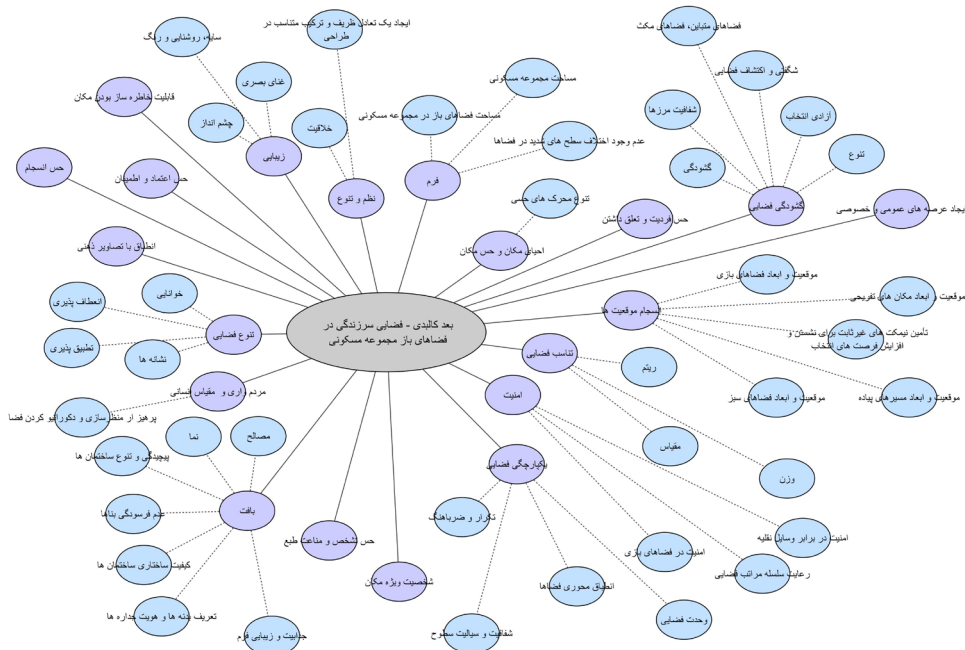 ایجاد یک تعادل ظریف و ترکیب متناسب در
طراحی
فضاهای متباین، فضاهای مکث
سایه، روشنایی و رنگ
شگفتی و اکتشاف فضایی
مساحت مجموعه مسکونی
غنای بصری
قابلیت خاطره ساز بودن مکان
شفافیت مرزها
مساحت فضاهای باز در مجموعه مسکونی
آزادی انتخاب
چشم انداز
خلاقیت
عدم وجود اختلاف سطح های شدید در فضاها
زیبایی
تنوع
گشودگی
حس انسجام
حس اعتماد و اطمینان
فرم
نظم و تنوع
تنوع محرک های حسی
گشودگی فضایی
ایجاد عرصه های عمومی و خصوصی
حس فردیت و تعلق داشتن
انطباق با تصاویر ذهنی
احیای مکان و حس مکان
موقعیت و ابعاد فضاهای بازی
خوانایی
موقعیت و ابعاد مکان های تفریحی
انعطاف پذیری
انسجام موقعیت ها
بعد کالبدی - فضایی سرزندگی در
فضاهای باز مجموعه مسکونی
تنوع فضایی
تأمین نیمکت های غیرثابت برای نشستن و
افزایش فرصت های انتخاب
تطبیق پذیری
تناسب فضایی
نشانه ها
ریتم
مردم واری و مقیاس انسانی
امنیت
موقعیت و ابعاد فضاهای سبز
موقعیت و ابعاد مسیرهای پیاده
پرهیز از منظرسازی و دکوراتیو کردن فضا
نما
مصالح
مقیاس
پیچیدگی و تنوع ساختمان ها
یکپارچگی فضایی
وزن
بافت
عدم فرسودگی بناها
تکرار و ضرباهنگ
حس تشخص و مناعت طبع
امنیت در برابر وسایل نقلیه
امنیت در فضاهای بازی
کیفیت ساختاری ساختمان ها
رعایت سلسله مراتب فضایی
شخصیت ویژه مکان
انطباق محوری فضاها
تعریف بدنه ها و هویت جداره ها
وحدت فضایی
جذابیت و زیبایی فرم
شفافیت و سیالیت سطوح